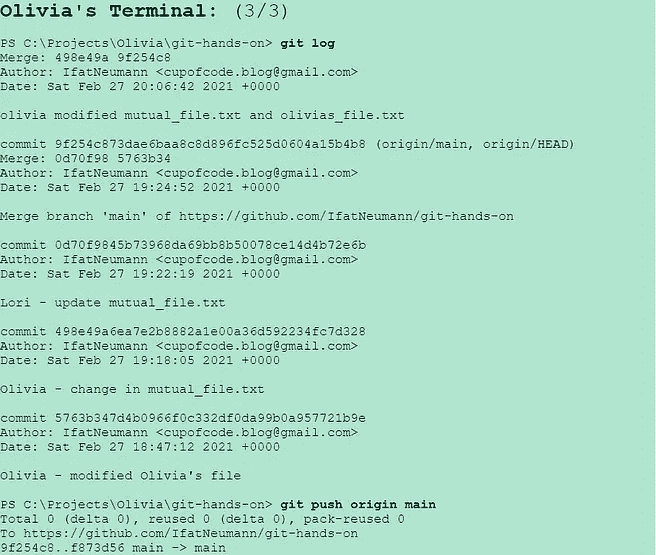 Olivia's Terminal: (3/3)
PS C:\Projects\Olivia\git-hands-on> git log
Merge: 498e49a 9f254c8
Author: IfatNeumann <cupofcode.blog@gmail.com>
Date: Sat Feb 27 20:06:42 2021 +0000
olivia modified mutual_file.txt and olivias_file.txt
commit 9f254c873dae6baa8c8d896fc525d0604a15b4b8 (origin/main, origin/HEAD)
Merge: 0d70f98 5763b34
Author: IfatNeumann <cupofcode.blog@gmail.com>
Date: Sat Feb 27 19:24:52 2021 +0000
Merge branch 'main' of https://github.com/IfatNeumann/git-hands-on
commit 0d70f9845b73968da69bb8b50078ce14d4b72e6b
Author: IfatNeumann <cupofcode.blog@gmail.com>
Date: Sat Feb 27 19:22:19 2021 +0000
Lori - update mutual_file.txt
commit 498e49a6ea7e2b8882a1e00a36d592234fc7d328
Author: IfatNeumann <cupofcode.blog@gmail.com>
Date: Sat Feb 27 19:18:05 2021 +0000
Olivia - change in mutual_file.txt
commit 5763b347d4b0966f0c332df0da99b0a957721b9e
Author: IfatNeumann <cupofcode.blog@gmail.com>
Date: Sat Feb 27 18:47:12 2021 +0000
Olivia - modified Olivia's file
PS C:\Projects\Olivia\git-hands-on> git push origin main
Total 0 (delta 0), reused 0 (delta 0), pack-reused 0
To https://github.com/IfatNeumann/git-hands-on
9f254c8..f873d56 main -> main